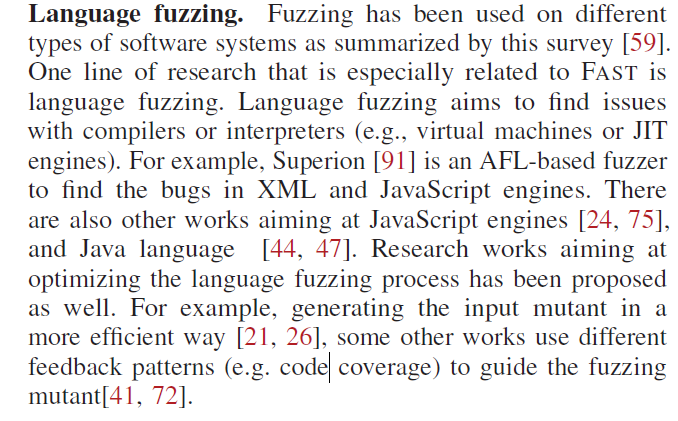 Language fuzzing. Fuzzing has been used on different
types of software systems as summarized by this survey [59].
One line of research that is especially related to FAST is
language fuzzing. Language fuzzing aims to find issues
with compilers or interpreters (e.g., virtual machines or JIT
engines). For example, Superion [91] is an AFL-based fuzzer
to find the bugs in XML and JavaScript engines. There
are also other works aiming at JavaScript engines [24, 75],
and Java language [44, 47]. Research works aiming at
optimizing the language fuzzing process has been proposed
as well. For example, generating the input mutant in a
more efficient way [21, 26], some other works use different
feedback patterns (e.g. code coverage) to guide the fuzzing
mutant[41, 72].